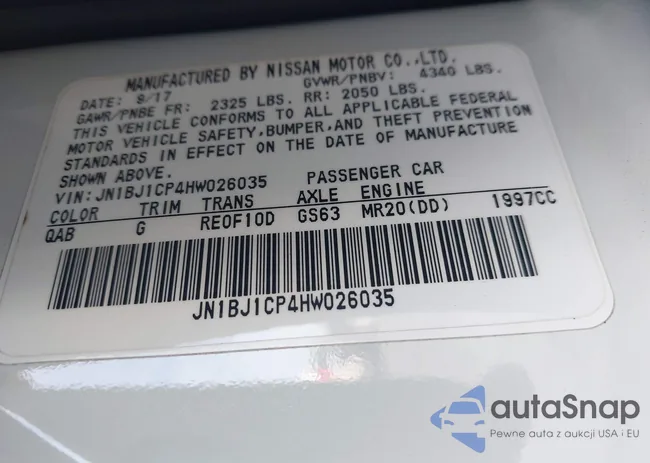 MANUFACTURED BY NISSAN MOTOR CO.,LTD.
DATE: 9/17 GVWR/PNBV: 4340 LBS.
GAWR/PNBE FR: 2325 LBS. RR: 2050 LBS.
THIS VEHICLE CONFORMS TO ALL APPLICABLE FEDERAL
MOTOR VEHICLE SAFETY,BUMPER,AND THEFT PREVENTION
STANDARDS IN EFFECT ON THE DATE OF MANUFACTURE
SHOWN ABOVE.
VIN: JN1BJ1CP4HW026035 PASSENGER CAR
COLOR TRIM TRANS AXLE ENGINE
QAB G RE0F10D GS63 MR20(DD) 1997CC
JN1BJ1CP4HW026035
autaSnap
Pewne auta z aukcji USA i EU